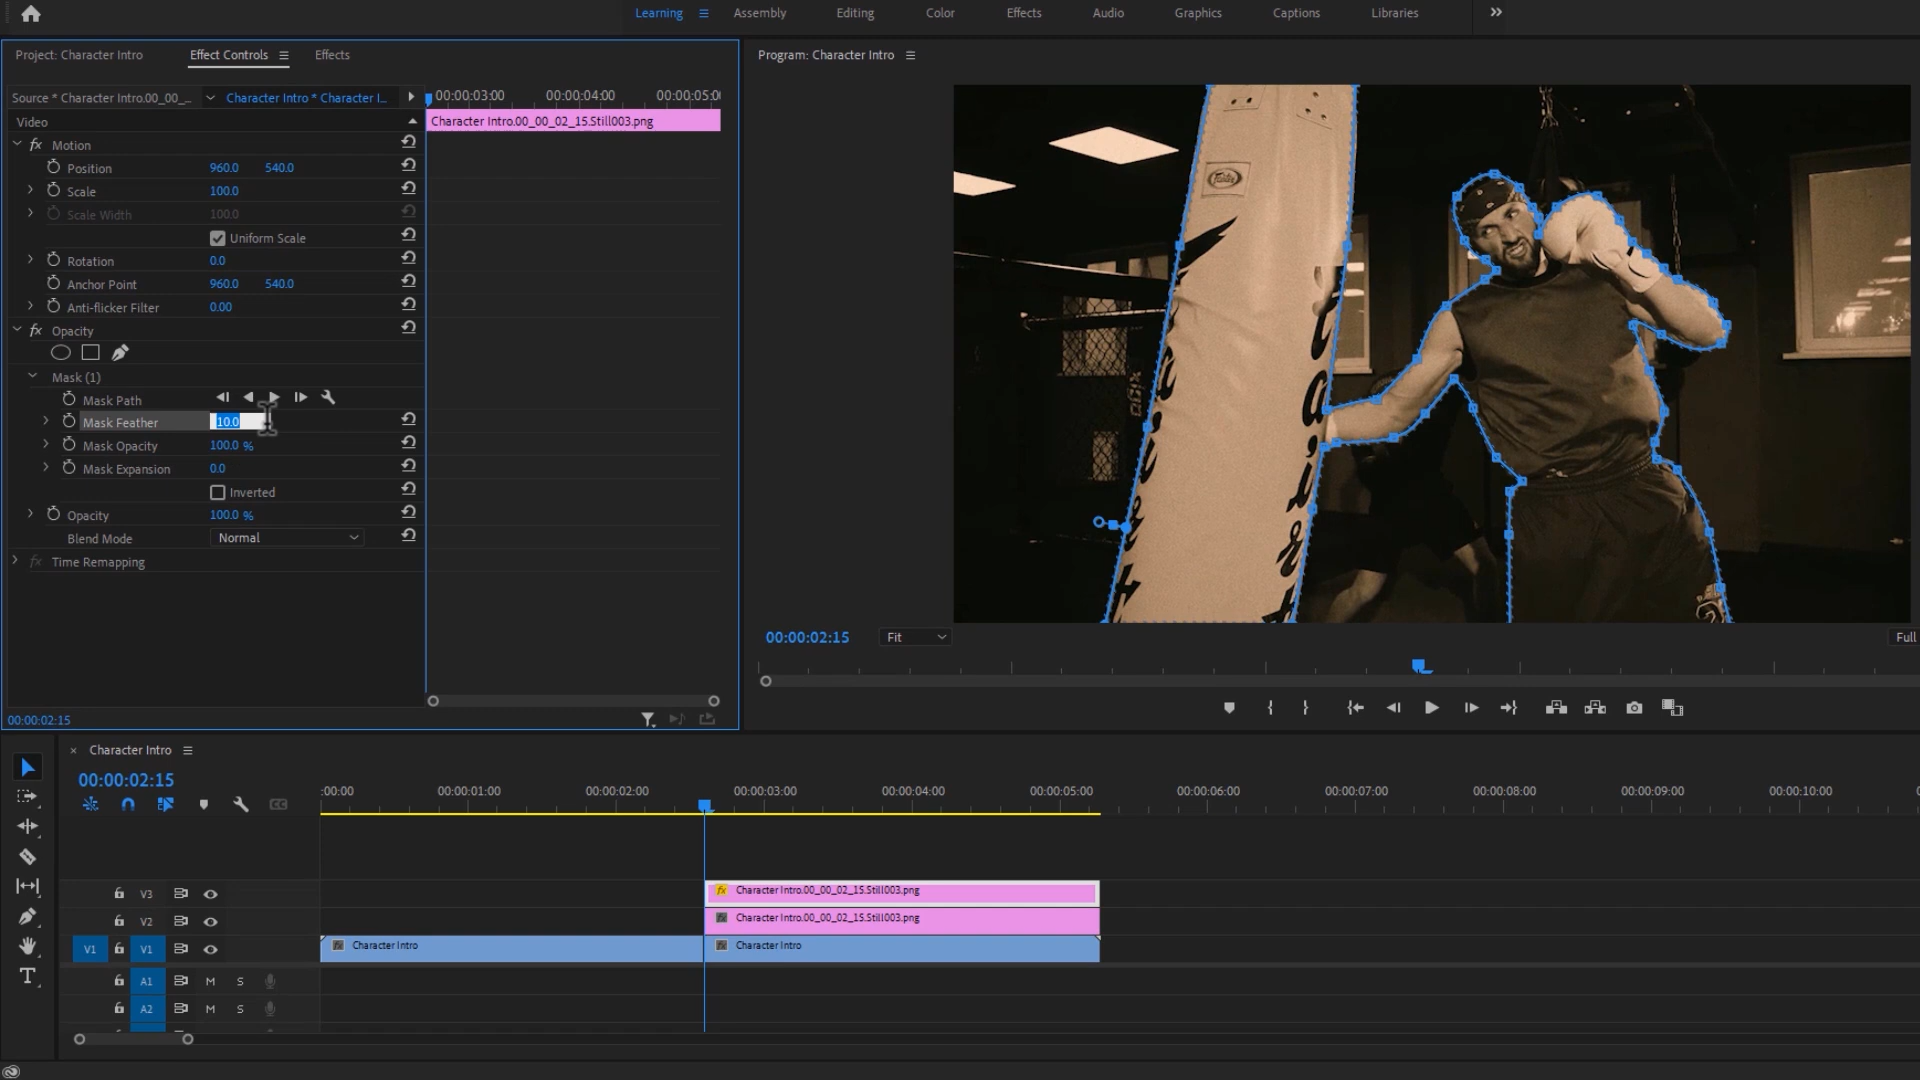 Learning Assembly Editing Color Effects Audio Graphics Captions Libraries
Project: Character Intro Effect Controls Effects
Program: Character Intro
Source * Character Intro.00_00_... Character Intro * Character I...
00:00:03:00 00:00:04:00 00:00:05:0
Video
Character Intro.00_00_02_15.Still003.png
fx Motion
Position 960.0 540.0
Scale 100.0
Scale Width 100.0
Uniform Scale
Rotation 0.0
Anchor Point 960.0 540.0
Anti-flicker Filter 0.00
fx Opacity
Mask (1)
Mask Path
Mask Feather 10.0
Mask Opacity 100.0 %
Mask Expansion 0.0
Inverted
Opacity 100.0 %
Blend Mode Normal
fx Time Remapping
00:00:02:15
Fairtex
00:00:02:15 Fit Full
× Character Intro
00:00:02:15
:00:00 00:00:01:00 00:00:02:00 00:00:03:00 00:00:04:00 00:00:05:00 00:00:06:00 00:00:07:00 00:00:08:00 00:00:09:00 00:00:10:00
V3 fx Character Intro.00_00_02_15.Still003.png
V2 fx Character Intro.00_00_02_15.Still003.png
V1 V1 fx Character Intro fx Character Intro
A1 M S
A2 M S